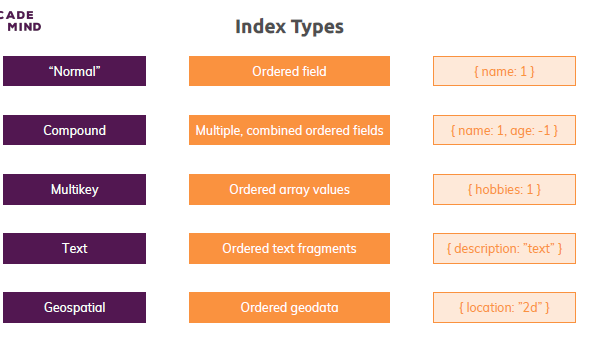 CADE
MIND
Index Types
“Normal”
Ordered field
{ name: 1 }
Compound
Multiple, combined ordered fields
{ name: 1, age: -1 }
Multikey
Ordered array values
{ hobbies: 1 }
Text
Ordered text fragments
{ description: ”text” }
Geospatial
Ordered geodata
{ location: ”2d” }